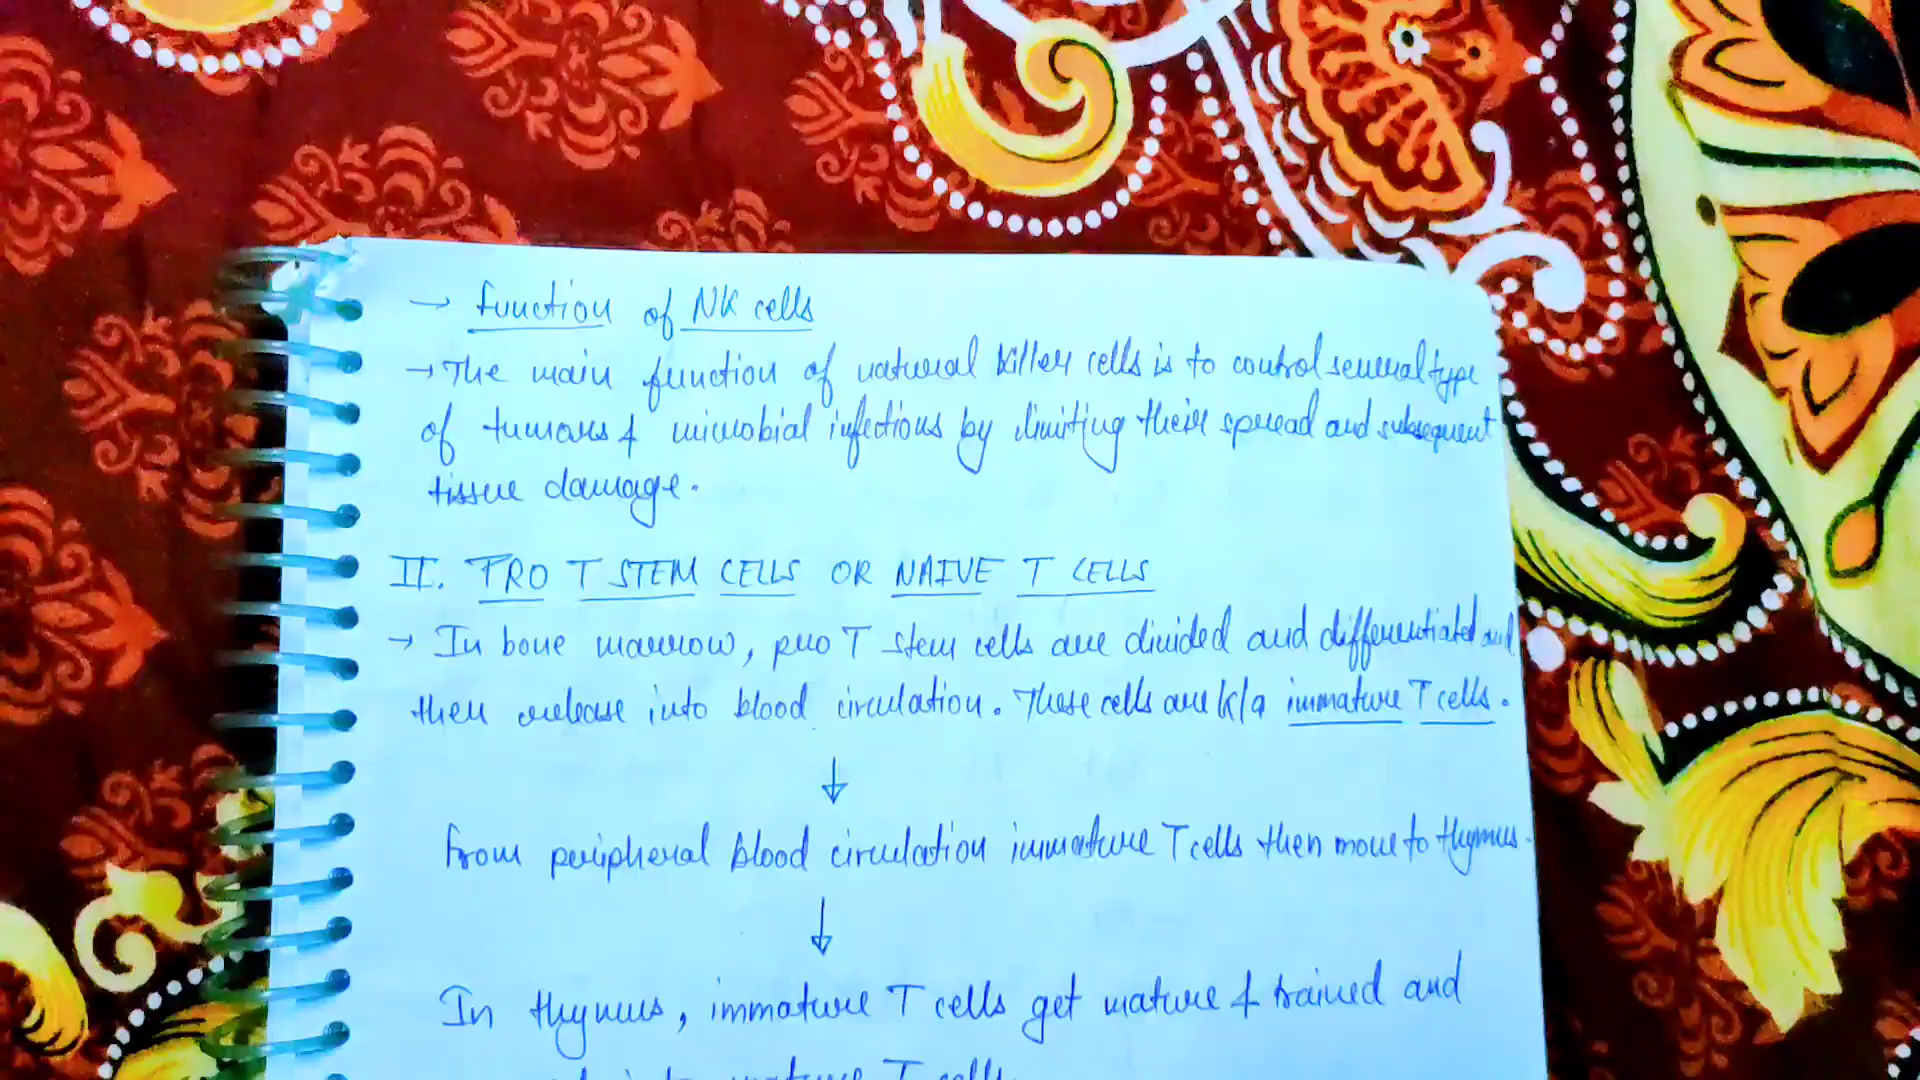 → function of NK cells
→ The main function of natural killer cells is to control several type
of tumors & microbial infections by limiting their spread and subsequent
tissue damage.
II. PRO T STEM CELLS OR NAIVE T CELLS
→ In bone marrow, pro T stem cells are divided and differentiated and
then release into blood circulation. These cells are k/a immature T cells.
↓
from peripheral blood circulation immature T cells then move to thymus.
↓
In thymus, immature T cells get mature & trained and
mature T cells.